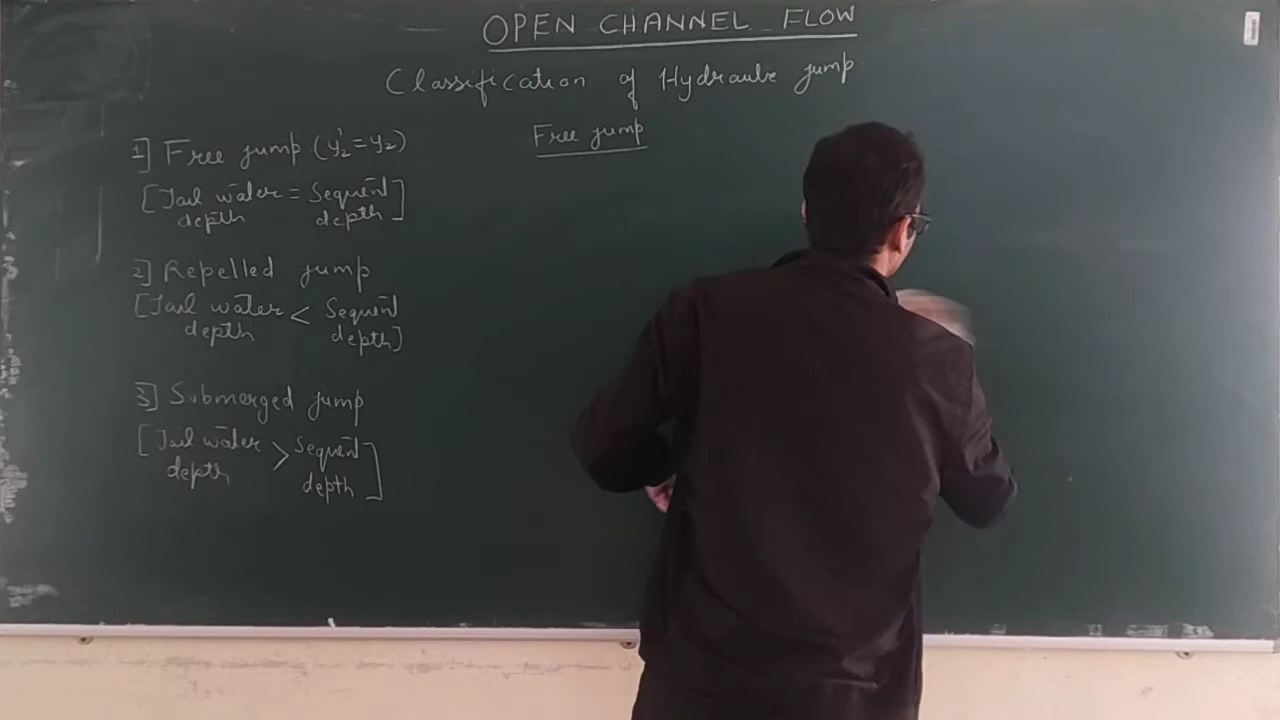 OPEN CHANNEL FLOW
Classification of Hydraulic jump
1] Free jump (y₂' = y₂)
[Tail water = Sequent
depth depth]
2] Repelled jump
[Tail water < Sequent
depth depth]
3] Submerged jump
[Tail water > Sequent
depth depth]
Free jump